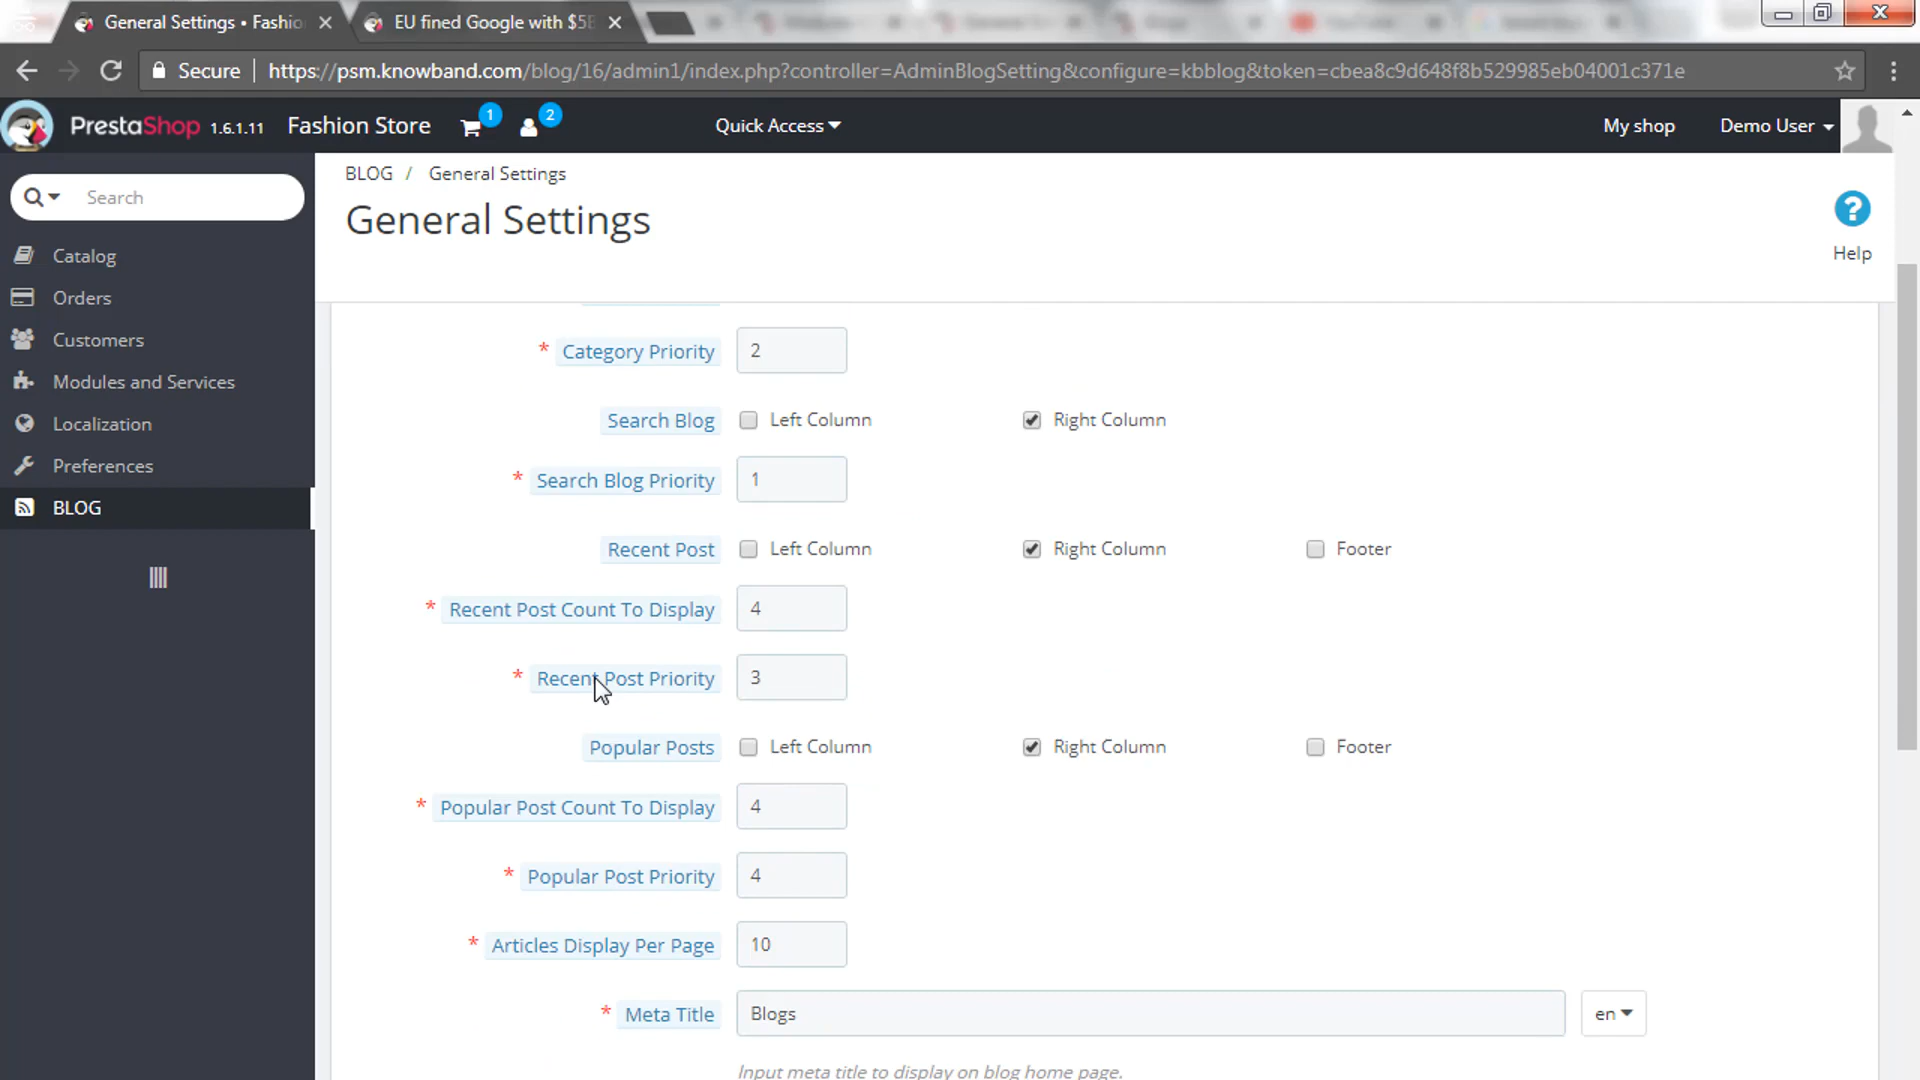 General Settings • Fashio
EU fined Google with $5B
Secure
https://psm.knowband.com/blog/16/admin1/index.php?controller=AdminBlogSetting&configure=kbblog&token=cbea8c9d648f8b529985eb04001c371e
PrestaShop 1.6.1.11 Fashion Store 1 2 Quick Access My shop Demo User
Search
Catalog
Orders
Customers
Modules and Services
Localization
Preferences
BLOG
BLOG / General Settings
General Settings
Help
* Category Priority 2
Search Blog Left Column Right Column
* Search Blog Priority 1
Recent Post Left Column Right Column Footer
* Recent Post Count To Display 4
* Recent Post Priority 3
Popular Posts Left Column Right Column Footer
* Popular Post Count To Display 4
* Popular Post Priority 4
* Articles Display Per Page 10
* Meta Title Blogs en
Input meta title to display on blog home page.